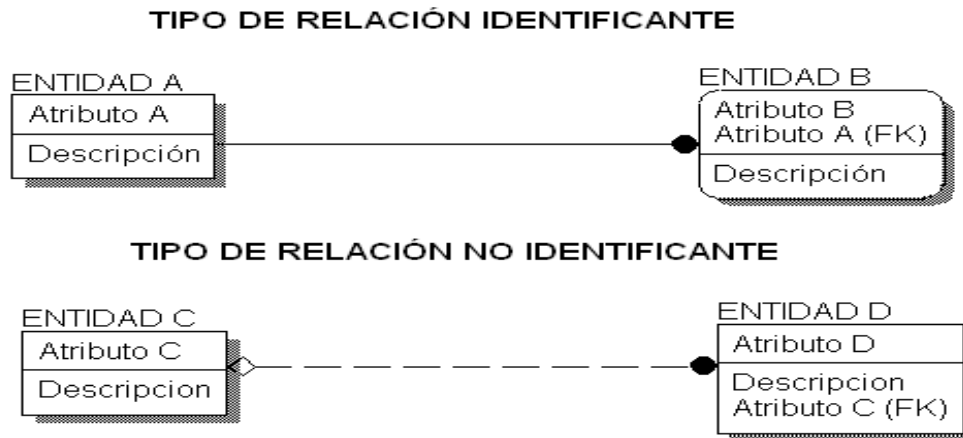 TIPO DE RELACIÓN IDENTIFICANTE
ENTIDAD A
Atributo A
Descripción
ENTIDAD B
Atributo B
Atributo A (FK)
Descripción
TIPO DE RELACIÓN NO IDENTIFICANTE
ENTIDAD C
Atributo C
Descripcion
ENTIDAD D
Atributo D
Descripcion
Atributo C (FK)